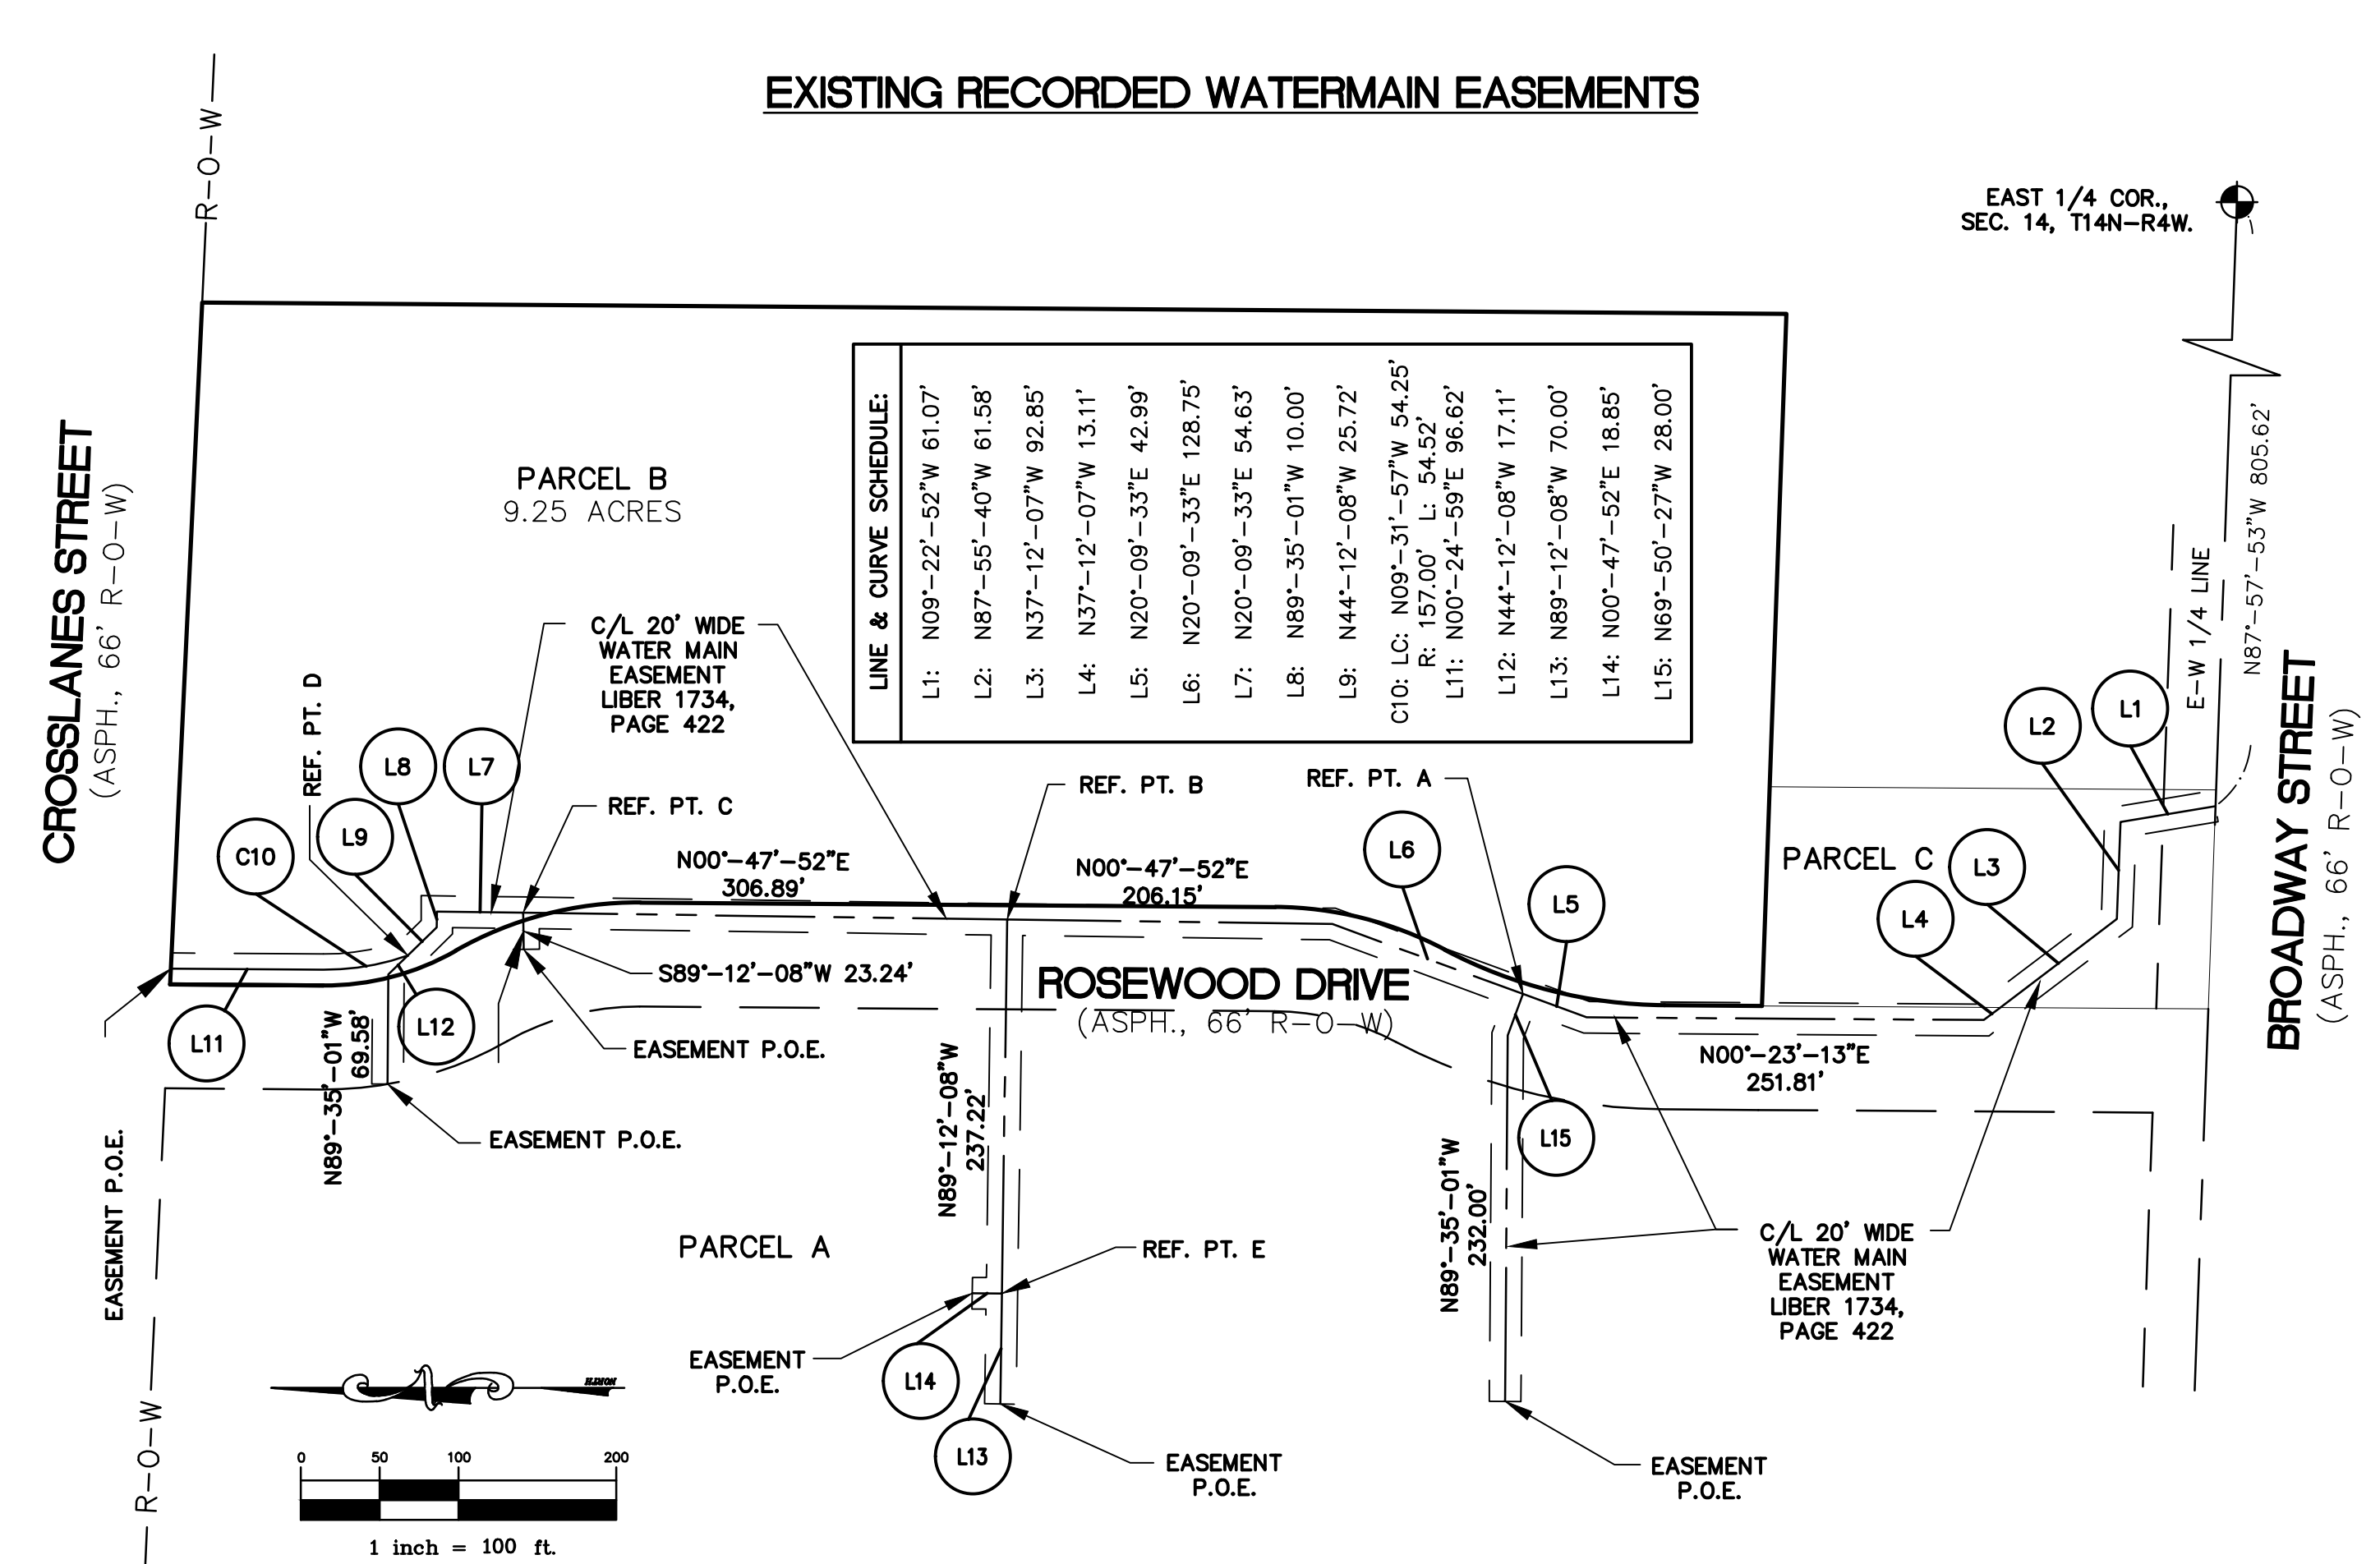 EXISTING RECORDED WATERMAIN EASEMENTS
R-O-W
EAST 1/4 COR.,
SEC. 14, T14N-R4W.
CROSSLANES STREET
(ASPH., 66' R-O-W)
PARCEL B
9.25 ACRES
LINE & CURVE SCHEDULE:
L1: N09°-22'-52"W 61.07'
L2: N87°-55'-40"W 61.58'
L3: N37°-12'-07"W 92.85'
L4: N37°-12'-07"W 13.11'
L5: N20°-09'-33"E 42.99'
L6: N20°-09'-33"E 128.75'
L7: N20°-09'-33"E 54.63'
L8: N89°-35'-01"W 10.00'
L9: N44°-12'-08"W 25.72'
C10: LC: N09°-31'-57"W 54.25'
R: 157.00' L: 54.52'
L11: N00°-24'-59"E 96.62'
L12: N44°-12'-08"W 17.11'
L13: N89°-12'-08"W 70.00'
L14: N00°-47'-52"E 18.85'
L15: N69°-50'-27"W 28.00'
N87°-57'-53"W 805.62'
E-W 1/4 LINE
BROADWAY STREET
(ASPH., 66' R-O-W)
C/L 20' WIDE
WATER MAIN
EASEMENT
LIBER 1734,
PAGE 422
REF. PT. D
L8
L7
L9
C10
REF. PT. C
REF. PT. B
REF. PT. A
L6
L5
L2
L1
L3
L4
PARCEL C
N00°-47'-52"E
306.89'
N00°-47'-52"E
206.15'
S89°-12'-08"W 23.24'
ROSEWOOD DRIVE
(ASPH., 66' R-O-W)
L11
L12
N89°-35'-01"W
69.58'
EASEMENT P.O.E.
EASEMENT P.O.E.
EASEMENT P.O.E.
N89°-12'-08"W
237.22'
N00°-23'-13"E
251.81'
L15
N89°-35'-01"W
232.00'
PARCEL A
REF. PT. E
C/L 20' WIDE
WATER MAIN
EASEMENT
LIBER 1734,
PAGE 422
EASEMENT
P.O.E.
L14
L13
EASEMENT
P.O.E.
EASEMENT
P.O.E.
R-O-W
NORTH
0 50 100 200
1 inch = 100 ft.